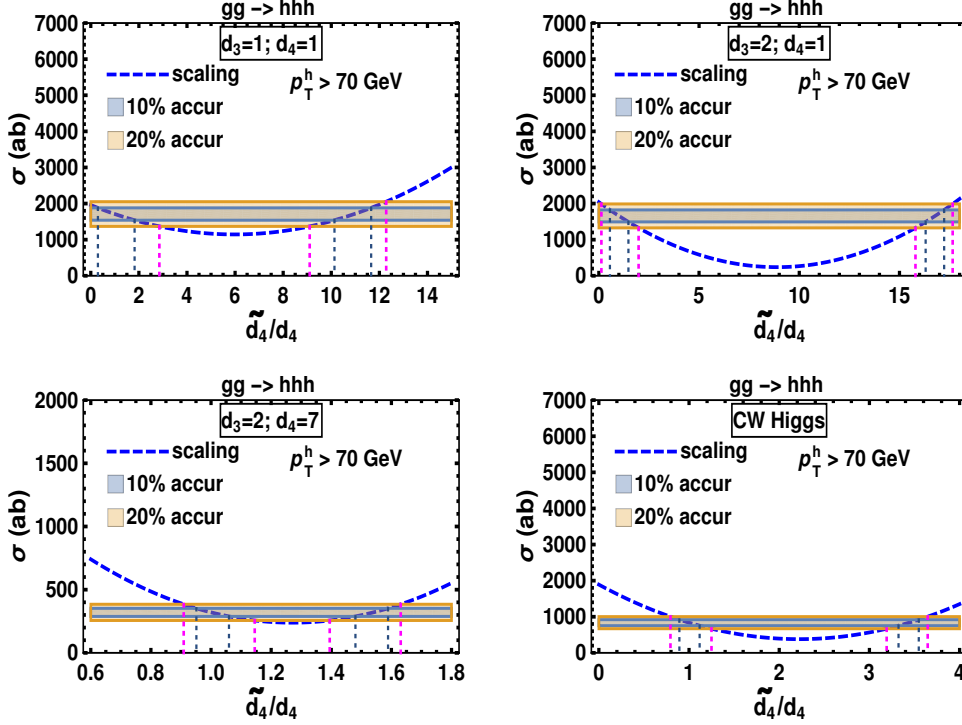 gg -> hhh
d3=1; d4=1
scaling
p_T^h > 70 GeV
10% accur
20% accur
σ (ab)
7000
6000
5000
4000
3000
2000
1000
0
0 2 4 6 8 10 12 14
d̃4/d4
gg -> hhh
d3=2; d4=1
scaling
p_T^h > 70 GeV
10% accur
20% accur
σ (ab)
7000
6000
5000
4000
3000
2000
1000
0
0 5 10 15
d̃4/d4
gg -> hhh
d3=2; d4=7
scaling
p_T^h > 70 GeV
10% accur
20% accur
σ (ab)
2000
1500
1000
500
0
0.6 0.8 1.0 1.2 1.4 1.6 1.8
d̃4/d4
gg -> hhh
CW Higgs
scaling
p_T^h > 70 GeV
10% accur
20% accur
σ (ab)
7000
6000
5000
4000
3000
2000
1000
0
0 1 2 3 4
d̃4/d4